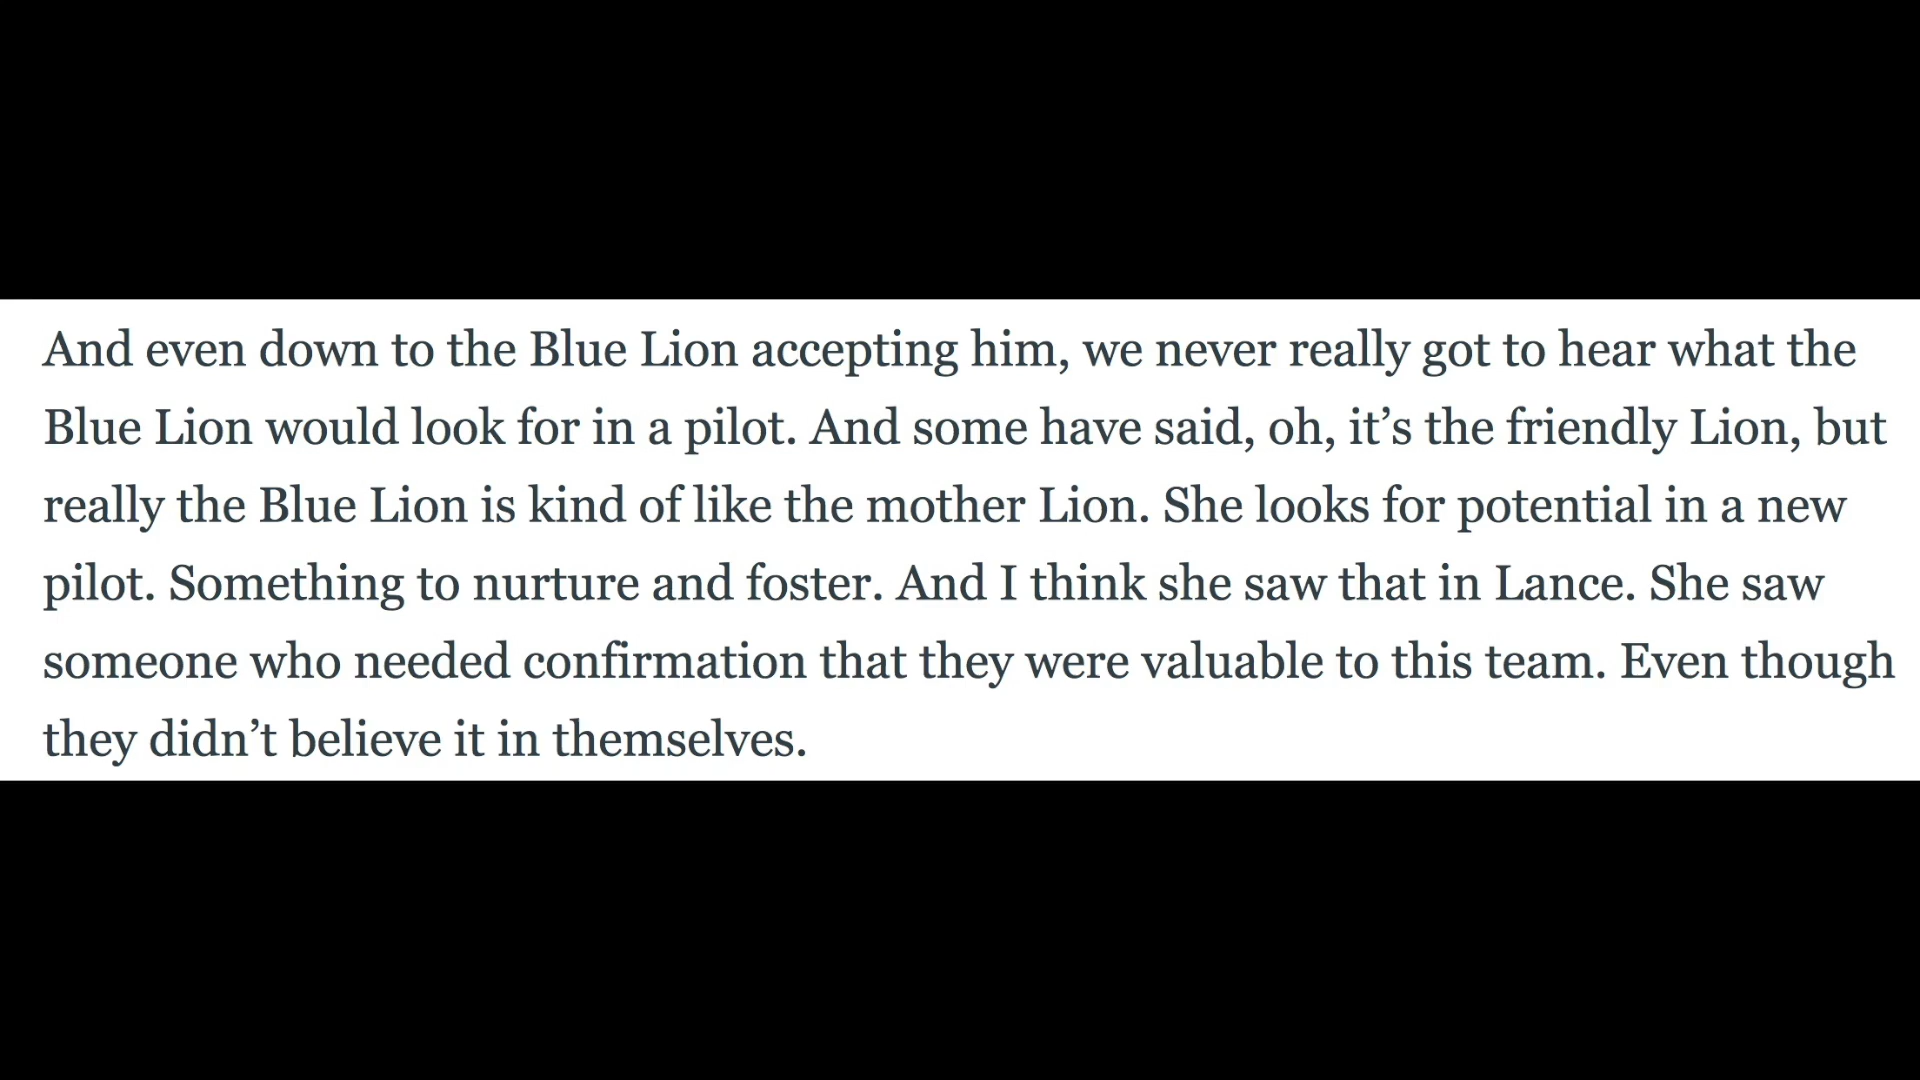 And even down to the Blue Lion accepting him, we never really got to hear what the
Blue Lion would look for in a pilot. And some have said, oh, it’s the friendly Lion, but
really the Blue Lion is kind of like the mother Lion. She looks for potential in a new
pilot. Something to nurture and foster. And I think she saw that in Lance. She saw
someone who needed confirmation that they were valuable to this team. Even though
they didn’t believe it in themselves.